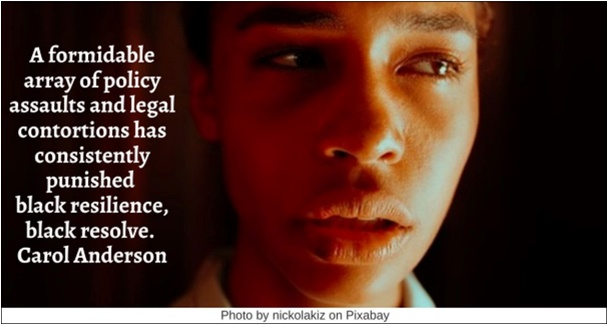 A formidable
array of policy
assaults and legal
contortions has
consistently
punished
black resilience,
black resolve.
Carol Anderson
Photo by nickolakiz on Pixabay